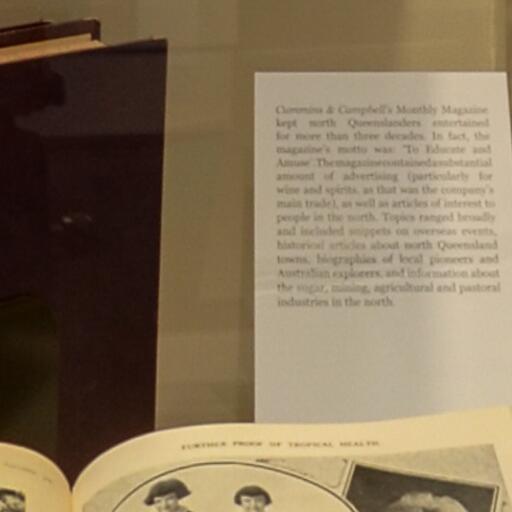 Cummins & Campbell's Monthly Magazine
kept north Queenslanders entertained
for more than three decades. In fact, the
magazine's motto was: 'To Educate and
Amuse'. The magazine contained a substantial
amount of advertising (particularly for
wine and spirits, as that was the company's
main trade), as well as articles of interest to
people in the north. Topics ranged broadly
and included snippets on overseas events,
historical articles about north Queensland
towns, biographies of local pioneers and
Australian explorers, and information about
the sugar, mining, agricultural and pastoral
industries in the north.
FURTHER PROOF OF TROPICAL HEALTH.